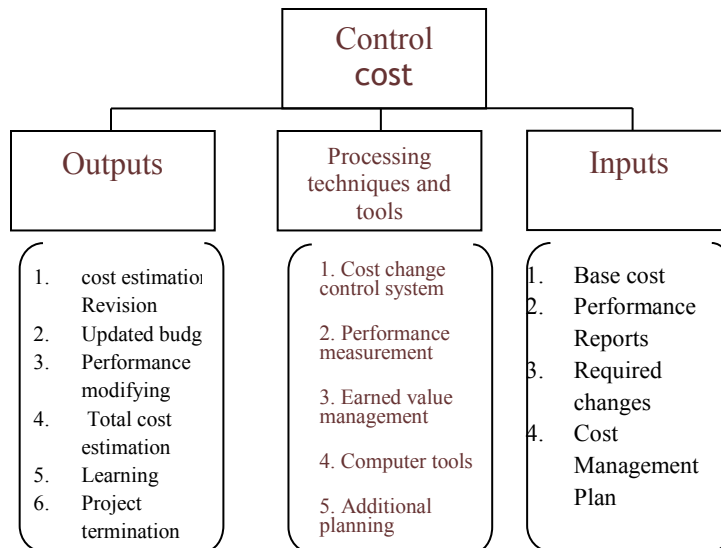 Control
cost
Outputs
Processing
techniques and
tools
Inputs
1. cost estimation
Revision
2. Updated budg
3. Performance
modifying
4. Total cost
estimation
5. Learning
6. Project
termination
1. Cost change
control system
2. Performance
measurement
3. Earned value
management
4. Computer tools
5. Additional
planning
1. Base cost
2. Performance
Reports
3. Required
changes
4. Cost
Management
Plan